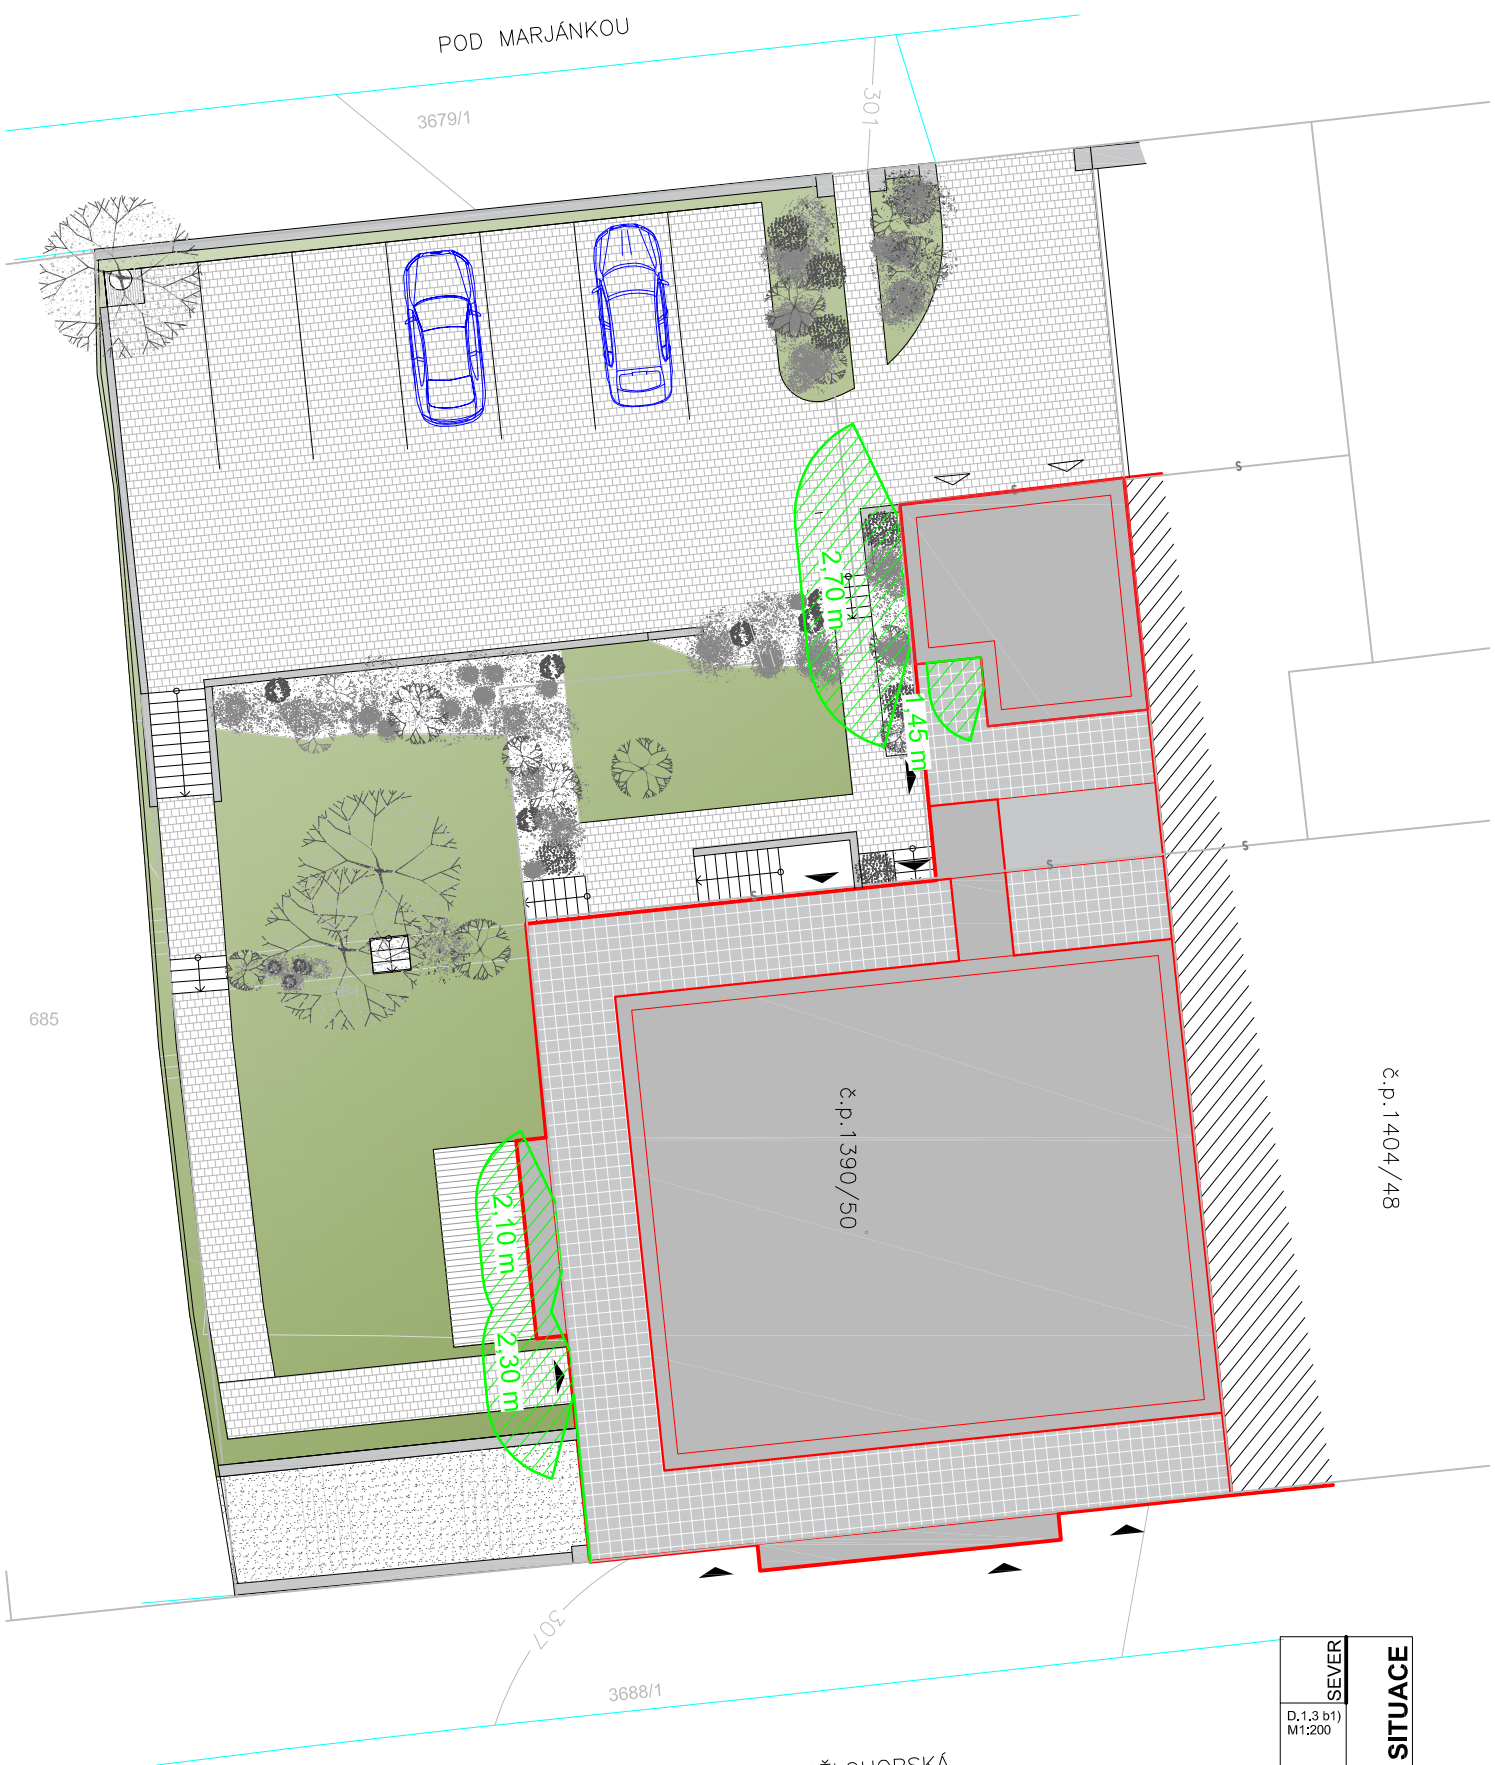 POD MARJÁNKOU
3679/1
301
s
s
2,70 m
1,45 m
s
s
s
685
č.p.1404/48
č.p.1390/50
2,10 m
2,30 m
307
3688/1
SEVER
SITUACE
D.1.3 b1)
M1:200